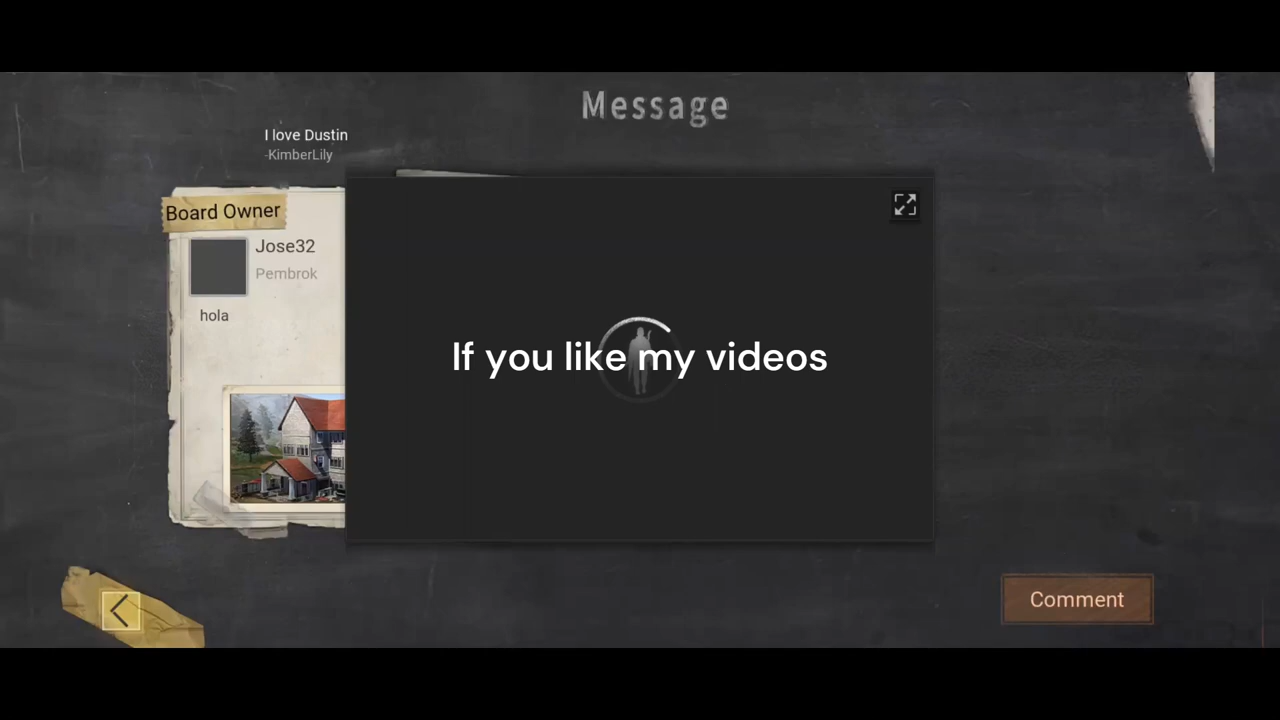 Message
I love Dustin
-KimberLily
Board Owner
Jose32
Pembrok
hola
If you like my videos
Comment